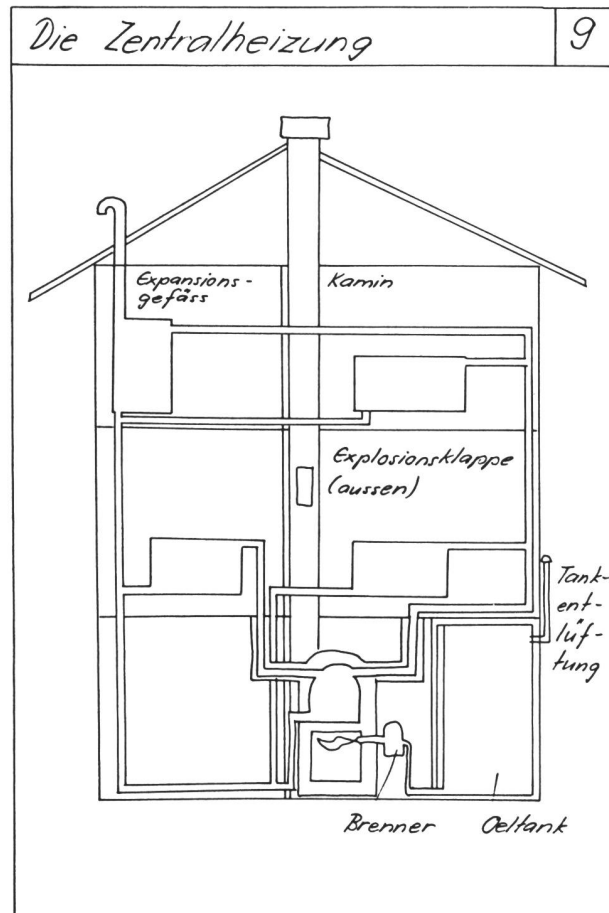 Die Zentralheizung
9
Expansions-
gefäss
Kamin
Explosionsklappe
(aussen)
Tank-
ent-
lüf-
tung
Brenner
Oeltank